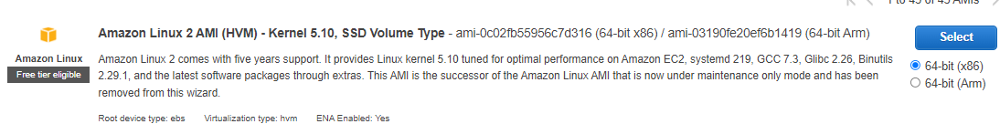 1 to 45 of 45 AMIs
Amazon Linux 2 AMI (HVM) - Kernel 5.10, SSD Volume Type - ami-0c02fb55956c7d316 (64-bit x86) / ami-03190fe20ef6b1419 (64-bit Arm)
Select
Amazon Linux
Free tier eligible
Amazon Linux 2 comes with five years support. It provides Linux kernel 5.10 tuned for optimal performance on Amazon EC2, systemd 219, GCC 7.3, Glibc 2.26, Binutils
2.29.1, and the latest software packages through extras. This AMI is the successor of the Amazon Linux AMI that is now under maintenance only mode and has been
removed from this wizard.
64-bit (x86)
64-bit (Arm)
Root device type: ebs Virtualization type: hvm ENA Enabled: Yes